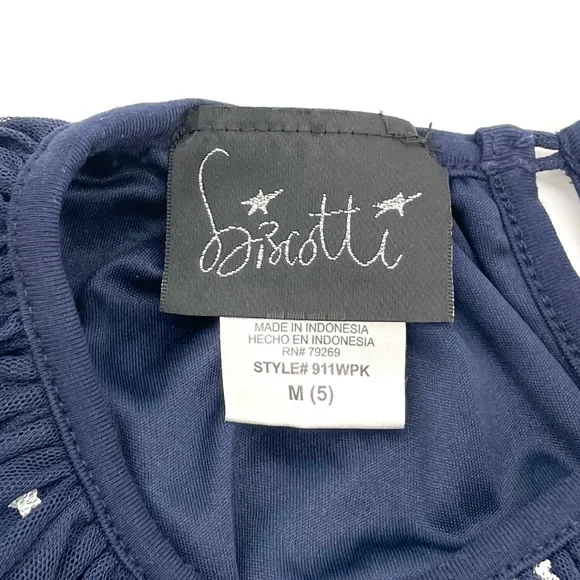 Biscotti
MADE IN INDONESIA
HECHO EN INDONESIA
RN# 79269
STYLE# 911WPK
M (5)